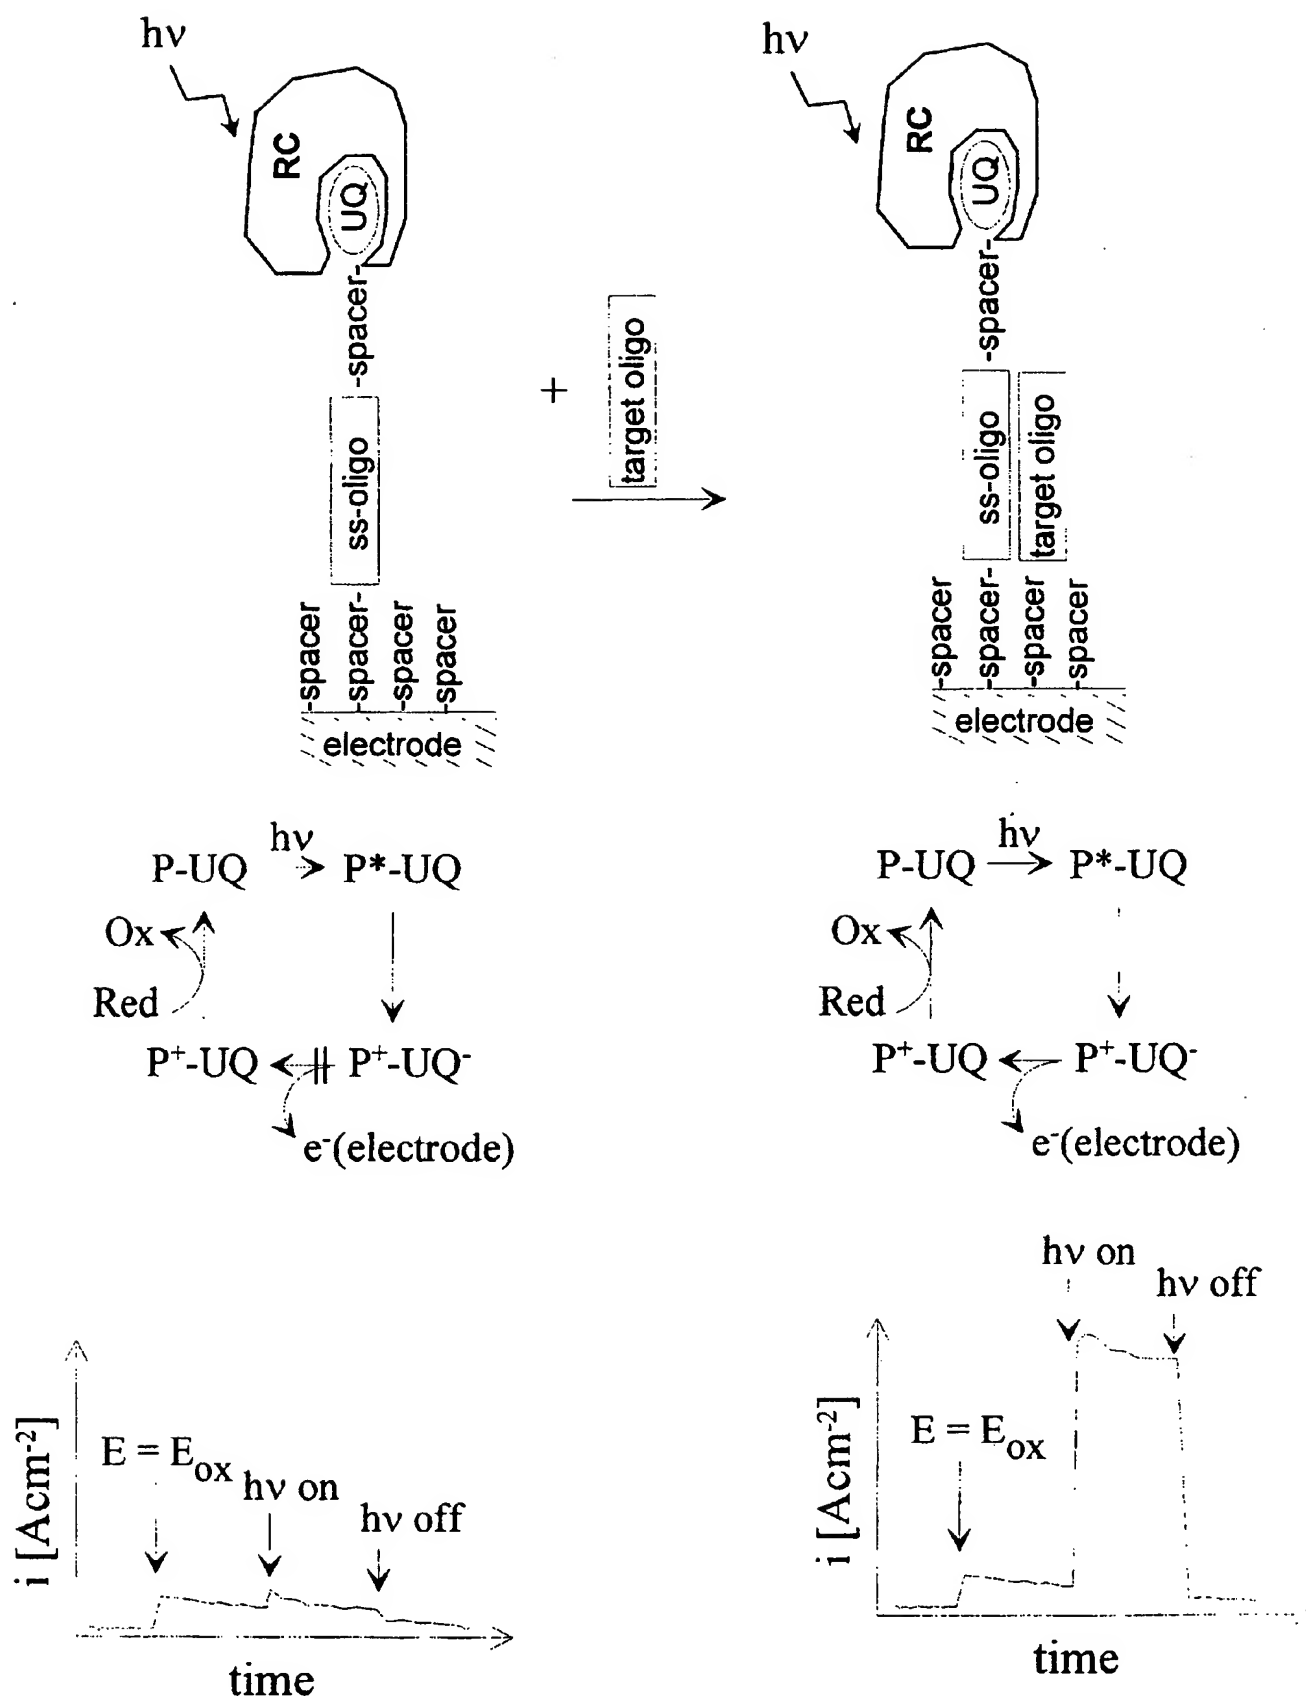 hν
hν
RC
RC
UQ
UQ
-spacer-
-spacer-
+
target oligo
ss-oligo
ss-oligo
target oligo
-spacer
-spacer-
-spacer
-spacer
-spacer
-spacer-
-spacer
-spacer
electrode
electrode
hν
P-UQ P*-UQ
Ox
Red
P⁺-UQ P⁺-UQ⁻
e⁻(electrode)
hν
P-UQ P*-UQ
Ox
Red
P⁺-UQ P⁺-UQ⁻
e⁻(electrode)
i [Acm⁻²]
E = Eₒₓ
hν on
hν off
time
i [Acm⁻²]
E = Eₒₓ
hν on
hν off
time